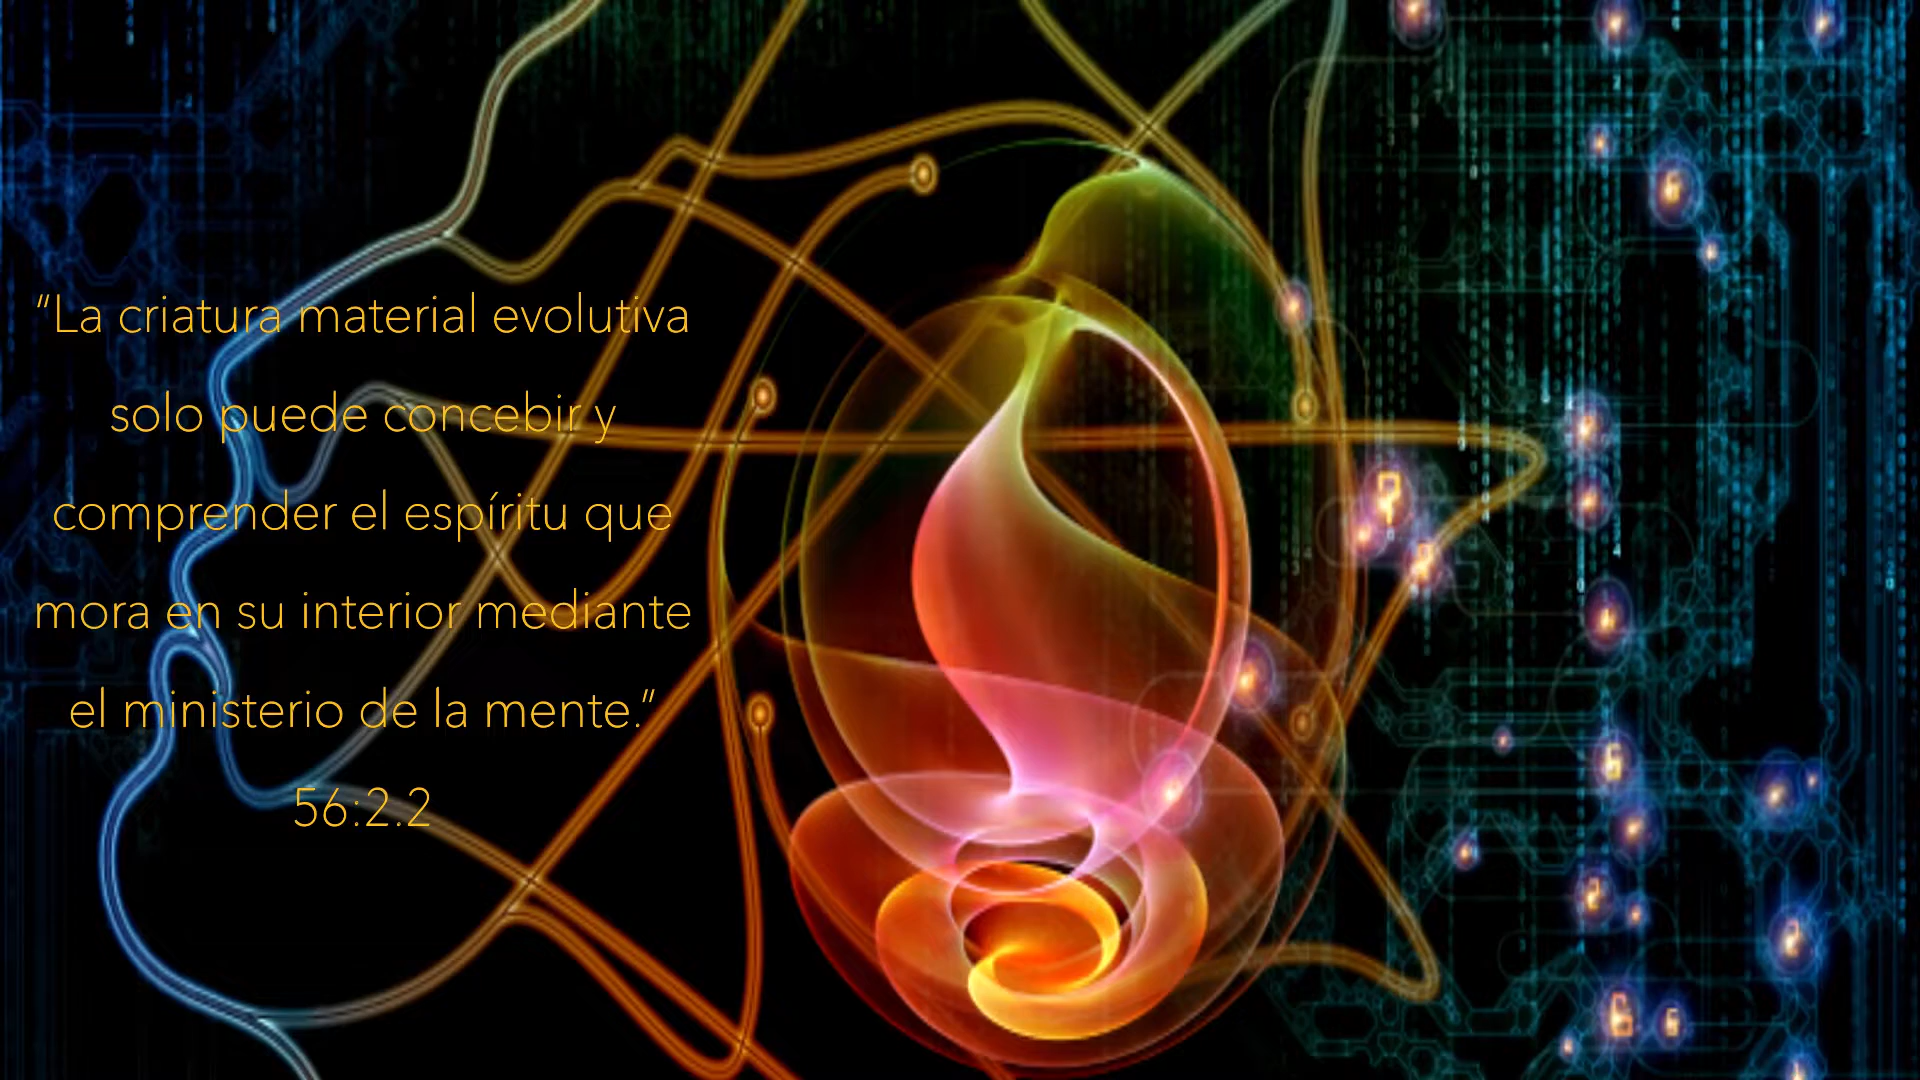 “La criatura material evolutiva
solo puede concebir y
comprender el espíritu que
mora en su interior mediante
el ministerio de la mente.”
56:2.2